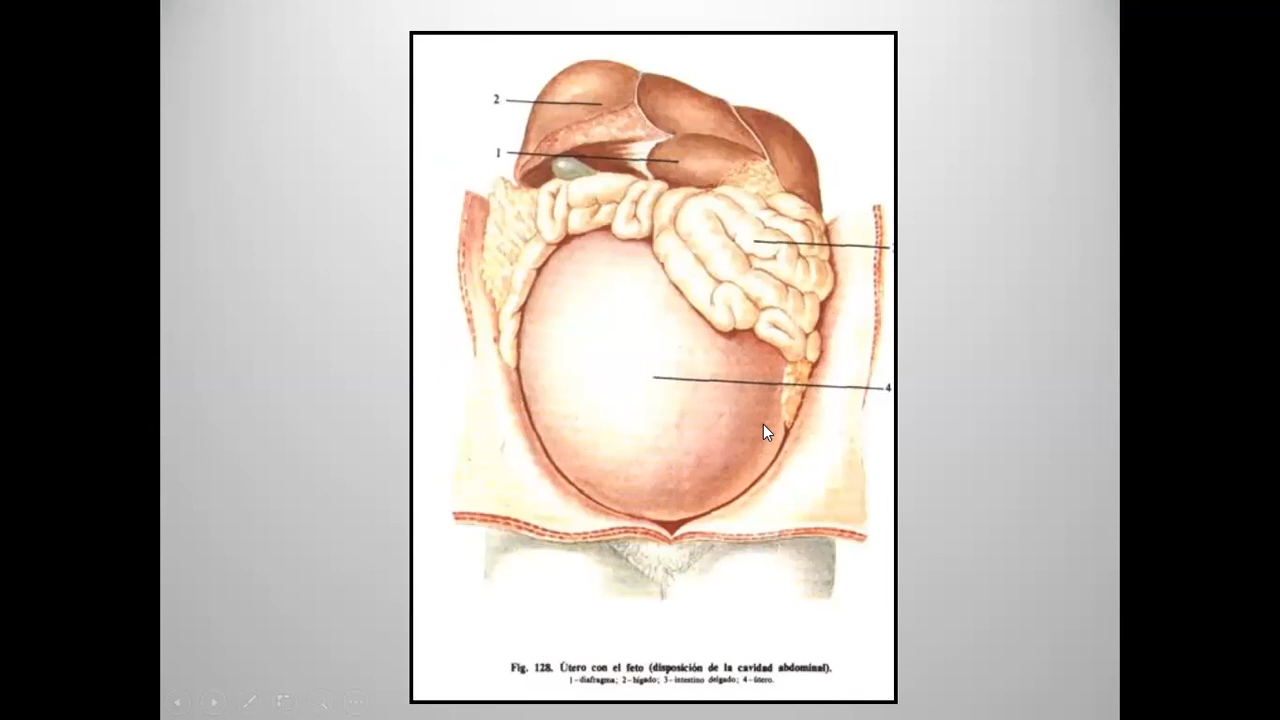 2
1
4
Fig. 128. Útero con el feto (disposición de la cavidad abdominal).
1–diafragma; 2–hígado; 3–intestino delgado; 4–útero.